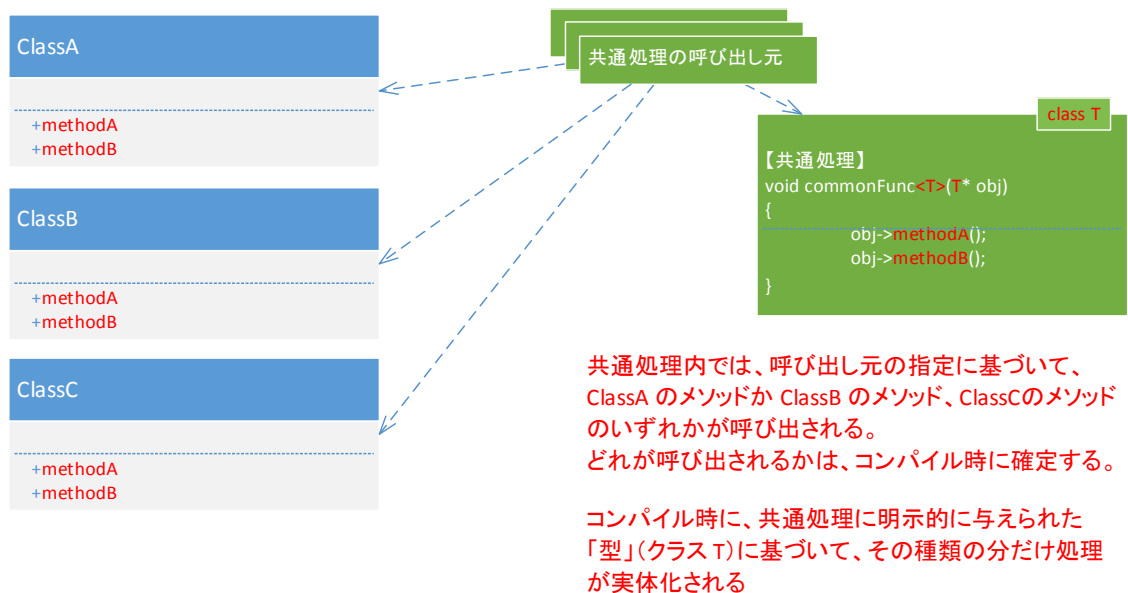 ClassA
+methodA
+methodB
ClassB
+methodA
+methodB
ClassC
+methodA
+methodB
共通処理の呼び出し元
class T
【共通処理】
void commonFunc<T>(T* obj)
{
obj->methodA();
obj->methodB();
}
共通処理内では、呼び出し元の指定に基づいて、
ClassA のメソッドか ClassB のメソッド、ClassCのメソッド
のいずれかが呼び出される。
どれが呼び出されるかは、コンパイル時に確定する。
コンパイル時に、共通処理に明示的に与えられた
「型」(クラス T)に基づいて、その種類の分だけ処理
が実体化される